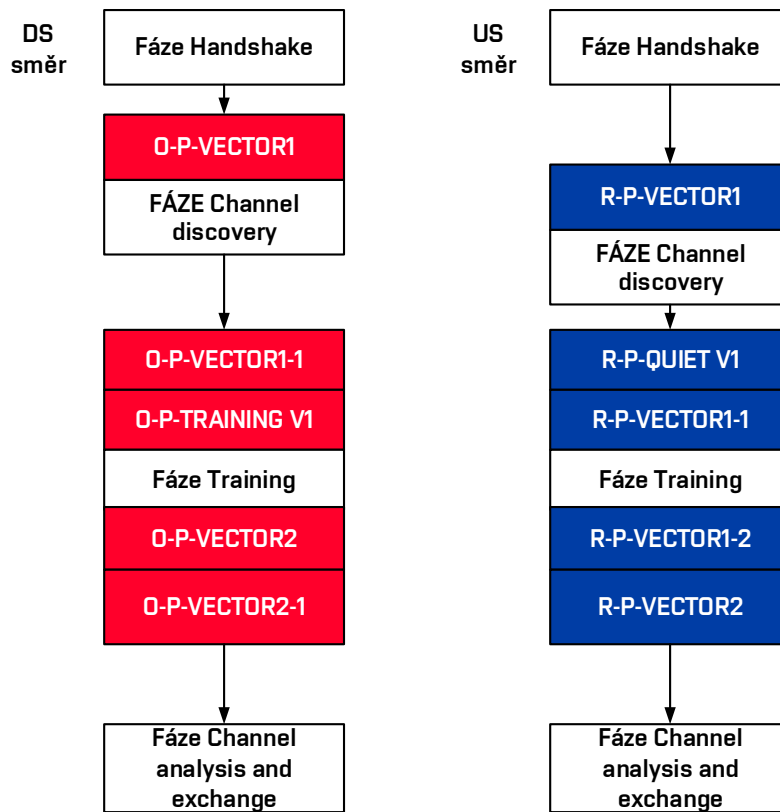 DS
směr
Fáze Handshake
O-P-VECTOR1
FÁZE Channel
discovery
O-P-VECTOR1-1
O-P-TRAINING V1
Fáze Training
O-P-VECTOR2
O-P-VECTOR2-1
Fáze Channel
analysis and
exchange
US
směr
Fáze Handshake
R-P-VECTOR1
FÁZE Channel
discovery
R-P-QUIET V1
R-P-VECTOR1-1
Fáze Training
R-P-VECTOR1-2
R-P-VECTOR2
Fáze Channel
analysis and
exchange